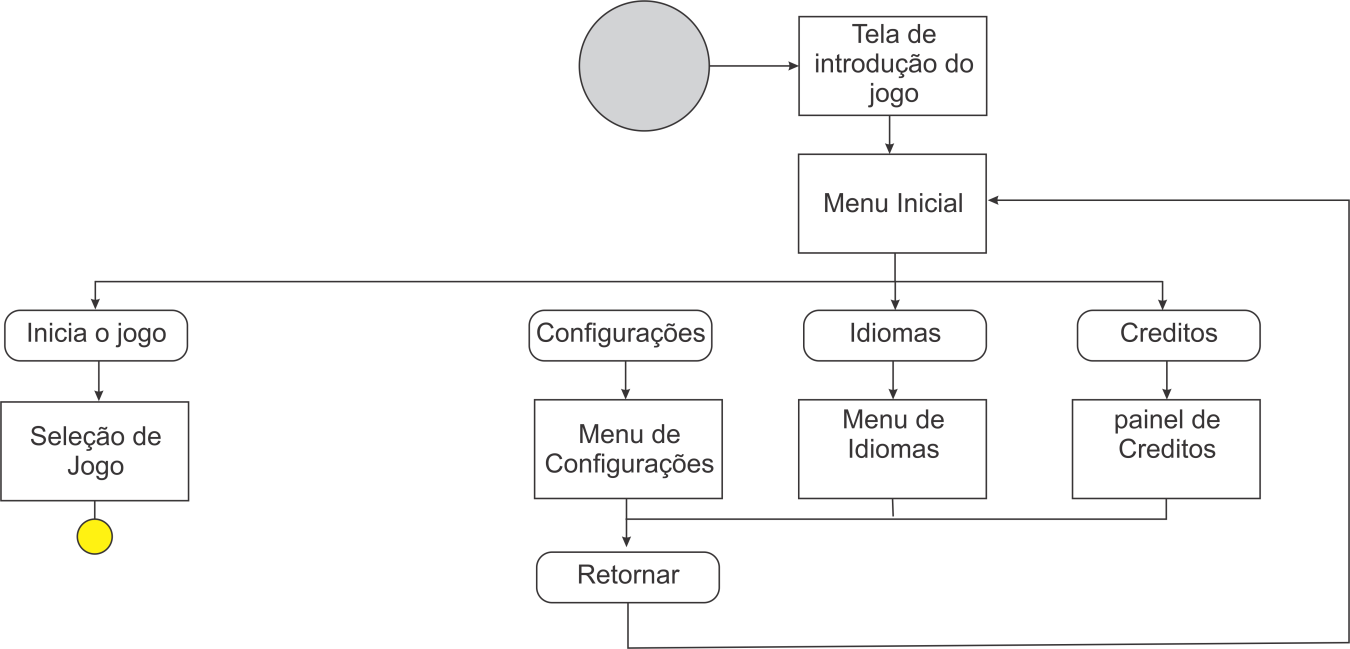 Tela de
introdução do
jogo
Menu Inicial
Inicia o jogo
Configurações
Idiomas
Creditos
Seleção de
Jogo
Menu de
Configurações
Menu de
Idiomas
painel de
Creditos
Retornar